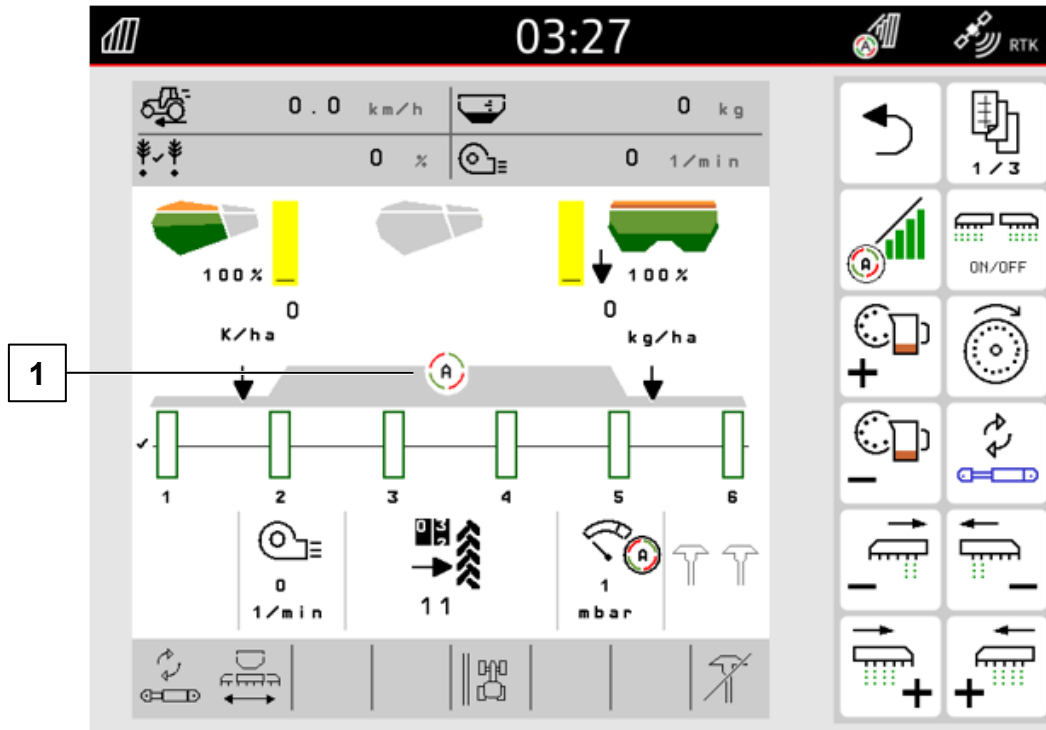 03:27
RTK
0.0 km/h
0 kg
0 %
0 1/min
1/3
100%
100%
ON/OFF
A
0
K/ha
0
kg/ha
1
A
1 2 3 4 5 6
0
1/min
11
A
1
mbar